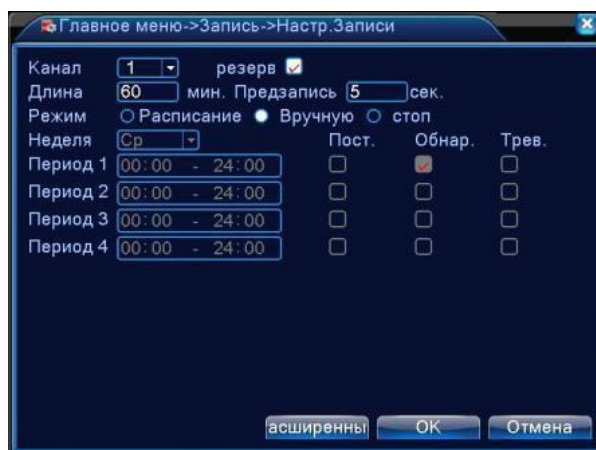 Главное меню->Запись->Настр.Записи
Канал 1 резерв
Длина 60 мин. Предзапись 5 сек.
Режим Расписание Вручную стоп
Неделя Ср Пост. Обнар. Трев.
Период 1 00:00 - 24:00
Период 2 00:00 - 24:00
Период 3 00:00 - 24:00
Период 4 00:00 - 24:00
асширенны OK Отмена